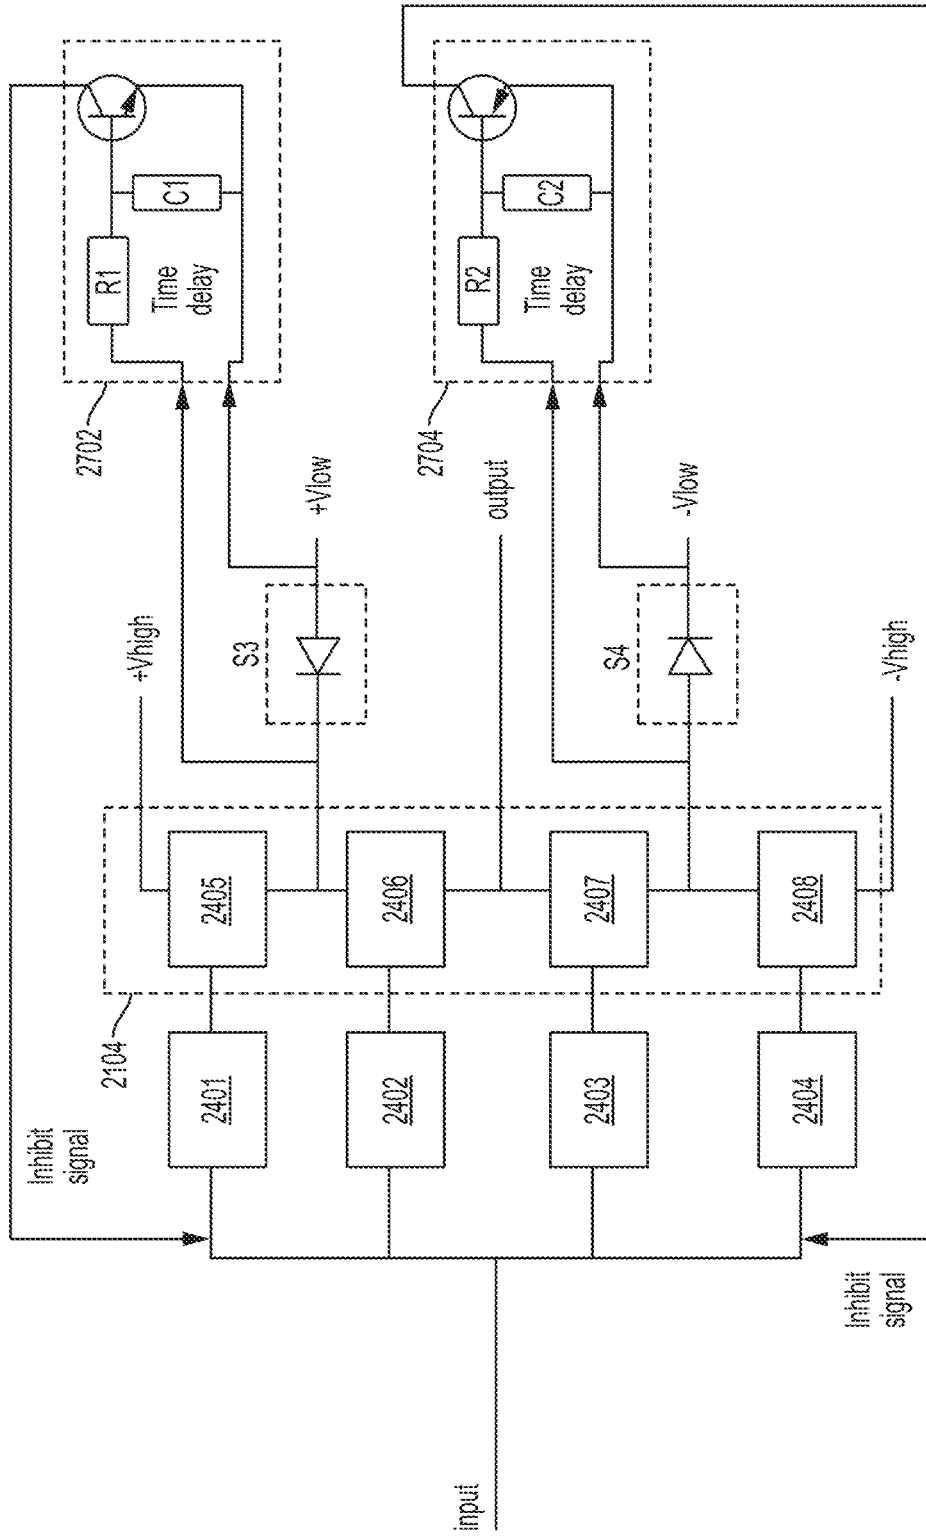 Inhibit
signal
2104
+Vhigh
2702
R1
C1
Time
delay
S3
+Vlow
2401
2405
2402
2406
input
output
2704
R2
C2
Time
delay
2403
2407
S4
-Vlow
2404
2408
Inhibit
signal
-Vhigh